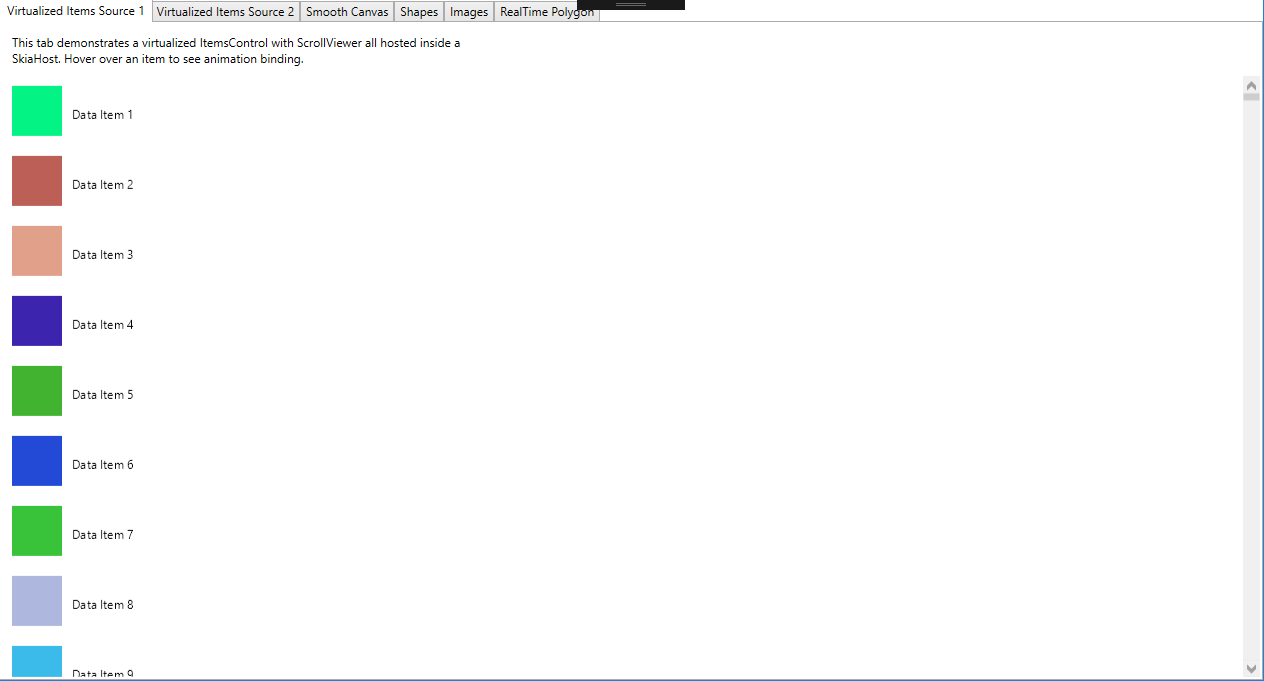 Virtualized Items Source 1 Virtualized Items Source 2 Smooth Canvas Shapes Images RealTime Polygon
This tab demonstrates a virtualized ItemsControl with ScrollViewer all hosted inside a
SkiaHost. Hover over an item to see animation binding.
Data Item 1
Data Item 2
Data Item 3
Data Item 4
Data Item 5
Data Item 6
Data Item 7
Data Item 8
Data Item 9